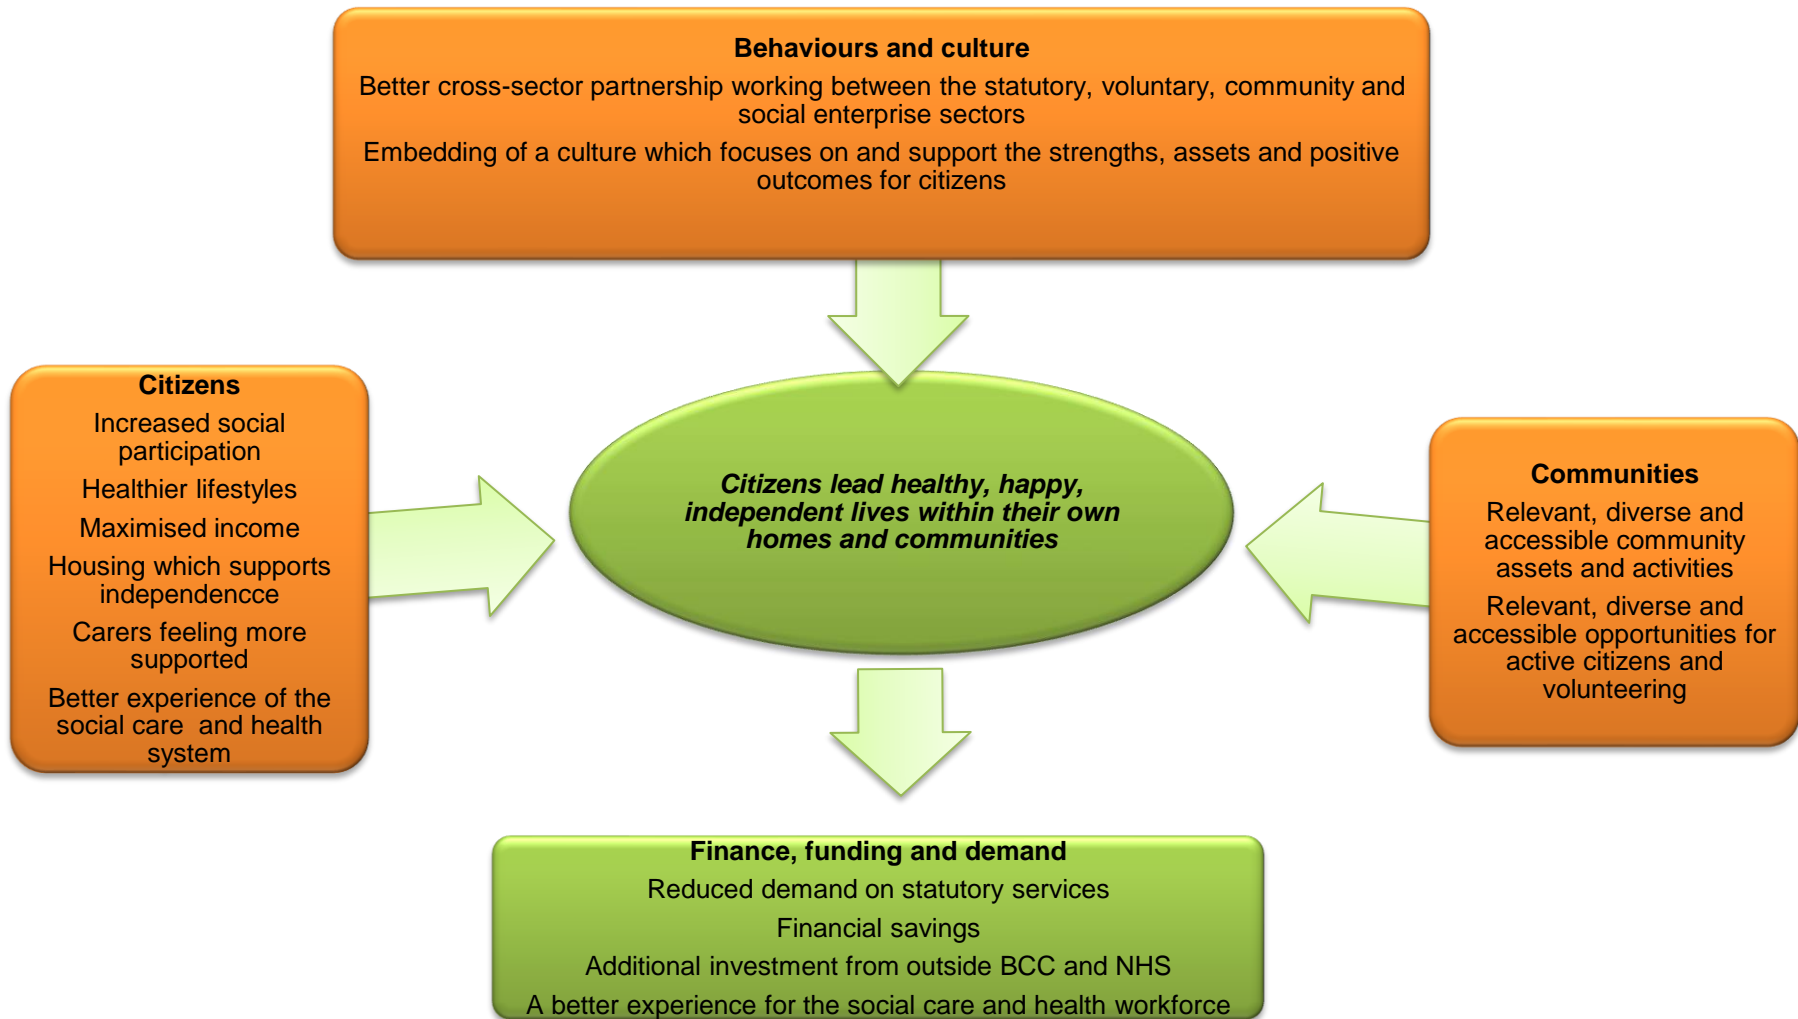 Behaviours and culture
Better cross-sector partnership working between the statutory, voluntary, community and
social enterprise sectors
Embedding of a culture which focuses on and support the strengths, assets and positive
outcomes for citizens
Citizens
Increased social
participation
Healthier lifestyles
Maximised income
Housing which supports
independencce
Carers feeling more
supported
Better experience of the
social care and health
system
Citizens lead healthy, happy,
independent lives within their own
homes and communities
Communities
Relevant, diverse and
accessible community
assets and activities
Relevant, diverse and
accessible opportunities for
active citizens and
volunteering
Finance, funding and demand
Reduced demand on statutory services
Financial savings
Additional investment from outside BCC and NHS
A better experience for the social care and health workforce